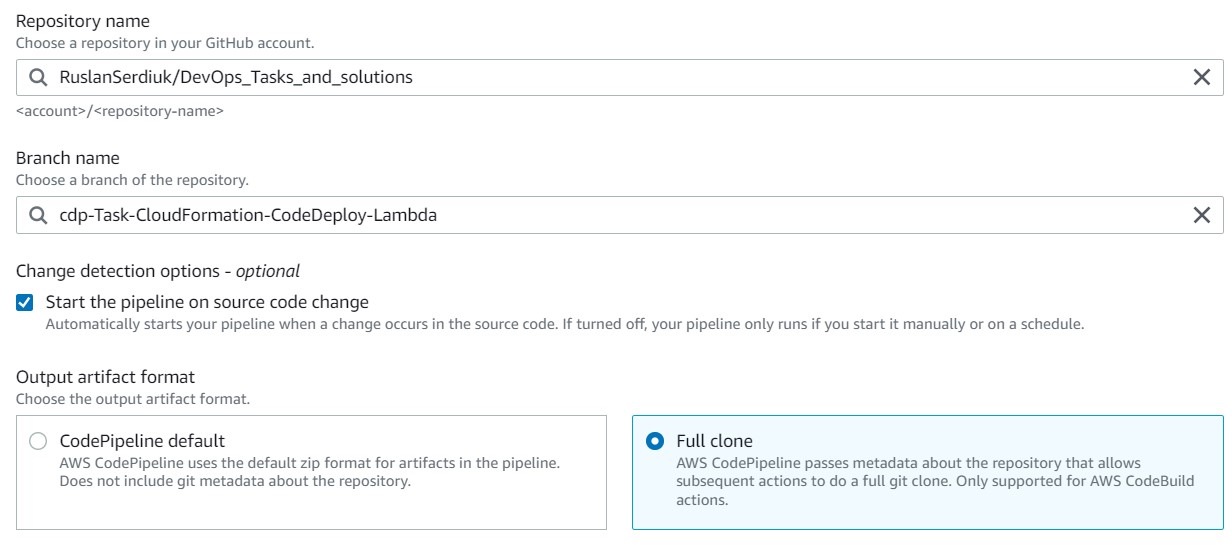 Repository name
Choose a repository in your GitHub account.
RuslanSerdiuk/DevOps_Tasks_and_solutions
<account>/<repository-name>
Branch name
Choose a branch of the repository.
cdp-Task-CloudFormation-CodeDeploy-Lambda
Change detection options - optional
Start the pipeline on source code change
Automatically starts your pipeline when a change occurs in the source code. If turned off, your pipeline only runs if you start it manually or on a schedule.
Output artifact format
Choose the output artifact format.
CodePipeline default
AWS CodePipeline uses the default zip format for artifacts in the pipeline.
Does not include git metadata about the repository.
Full clone
AWS CodePipeline passes metadata about the repository that allows
subsequent actions to do a full git clone. Only supported for AWS CodeBuild
actions.